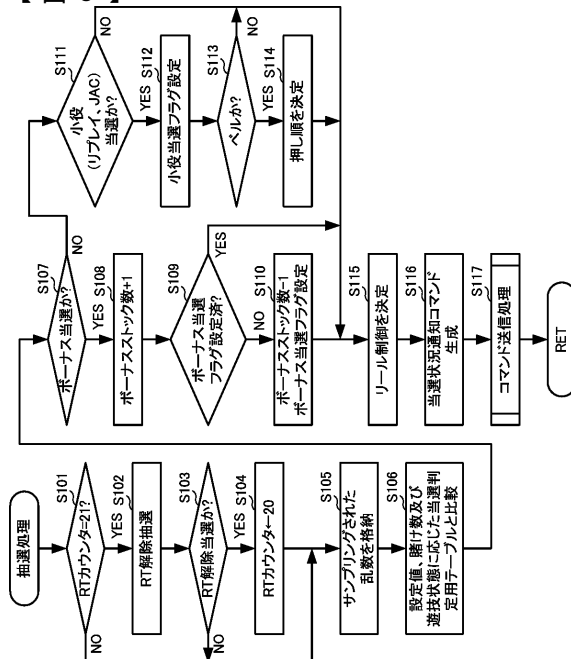 抽選処理
S101
RTカウンタ=21?
NO
YES
S102
RT解除抽選
S103
RT解除当選か?
NO
YES
S104
RTカウンタ←20
S105
サンプリングされた
乱数を格納
S106
設定値、賭け数及び
遊技状態に応じた当選判
定用テーブルと比較
S107
ボーナス当選か?
NO
YES
S108
ボーナスストック数+1
S109
ボーナス当選
フラグ設定済?
YES
NO
S110
ボーナスストック数−1
ボーナス当選フラグ設定
S111
小役
(リプレイ、JAC)
当選か?
NO
YES
S112
小役当選フラグ設定
S113
ベルか?
NO
YES
S114
押し順を決定
S115
リール制御を決定
S116
当選状況通知コマンド
生成
S117
コマンド送信処理
RET